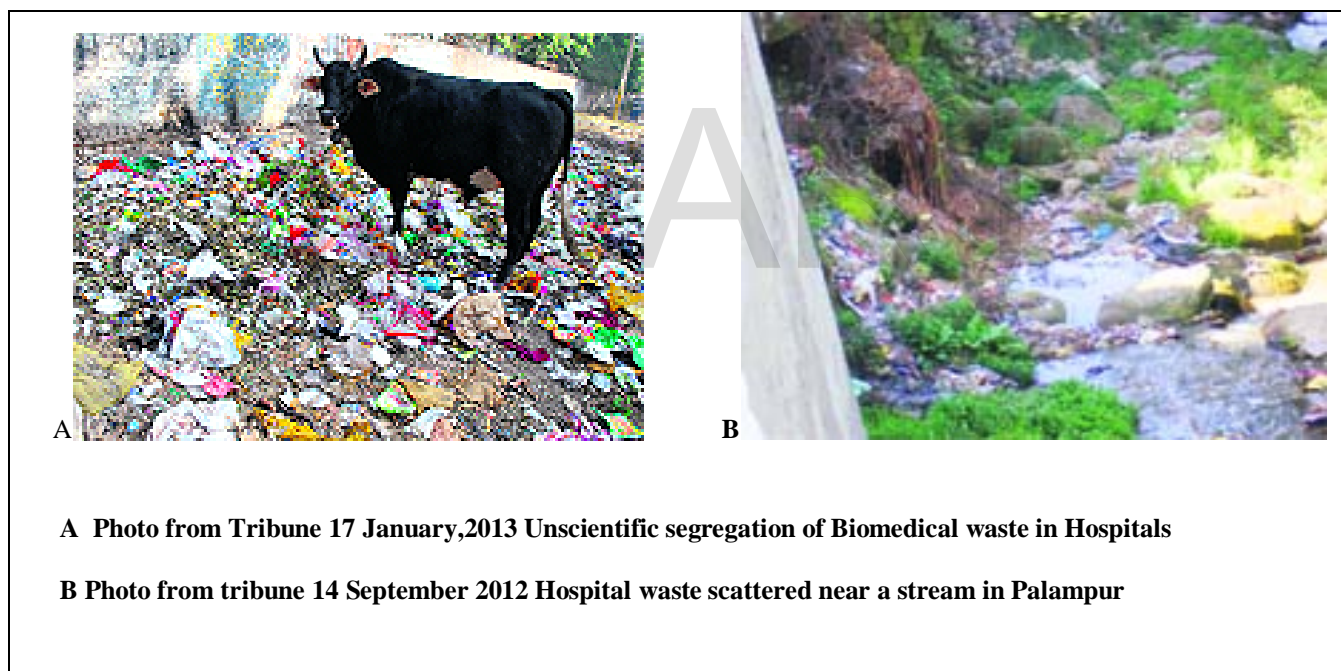 A
B
A Photo from Tribune 17 January,2013 Unscientific segregation of Biomedical waste in Hospitals
B Photo from tribune 14 September 2012 Hospital waste scattered near a stream in Palampur